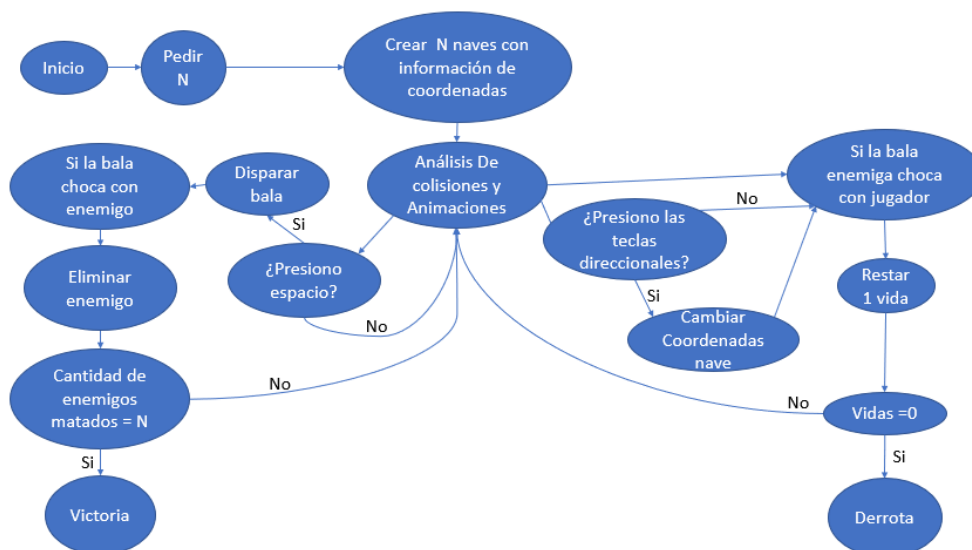 Inicio
Pedir
N
Crear N naves con
información de
coordenadas
Si la bala
choca con
enemigo
Disparar
bala
Análisis De
colisiones y
Animaciones
Si la bala
enemiga choca
con jugador
No
¿Presiono las
teclas
direccionales?
Si
¿Presiono
espacio?
Eliminar
enemigo
Restar
1 vida
Si
Cambiar
Coordenadas
nave
No
Cantidad de
enemigos
matados = N
No
No
Vidas =0
Si
Si
Victoria
Derrota